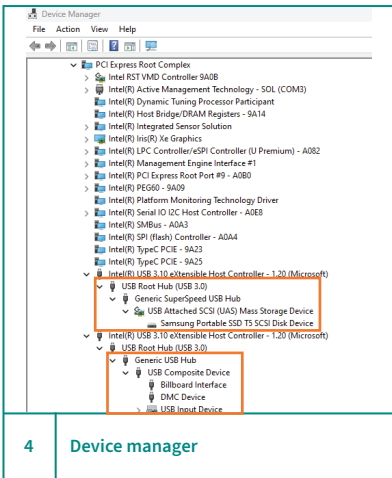 Device Manager
File Action View Help
PCI Express Root Complex
Intel RST VMD Controller 9A0B
Intel(R) Active Management Technology - SOL (COM3)
Intel(R) Dynamic Tuning Processor Participant
Intel(R) Host Bridge/DRAM Registers - 9A14
Intel(R) Integrated Sensor Solution
Intel(R) Iris(R) Xe Graphics
Intel(R) LPC Controller/eSPI Controller (U Premium) - A082
Intel(R) Management Engine Interface #1
Intel(R) PCI Express Root Port #9 - A0B0
Intel(R) PEG60 - 9A09
Intel(R) Platform Monitoring Technology Driver
Intel(R) Serial IO I2C Host Controller - A0E8
Intel(R) SMBus - A0A3
Intel(R) SPI (flash) Controller - A0A4
Intel(R) TypeC PCIE - 9A23
Intel(R) TypeC PCIE - 9A25
Intel(R) USB 3.10 eXtensible Host Controller - 1.20 (Microsoft)
USB Root Hub (USB 3.0)
Generic SuperSpeed USB Hub
USB Attached SCSI (UAS) Mass Storage Device
Samsung Portable SSD T5 SCSI Disk Device
Intel(R) USB 3.10 eXtensible Host Controller - 1.20 (Microsoft)
USB Root Hub (USB 3.0)
Generic USB Hub
USB Composite Device
Billboard Interface
DMC Device
USB Input Device
4 Device manager